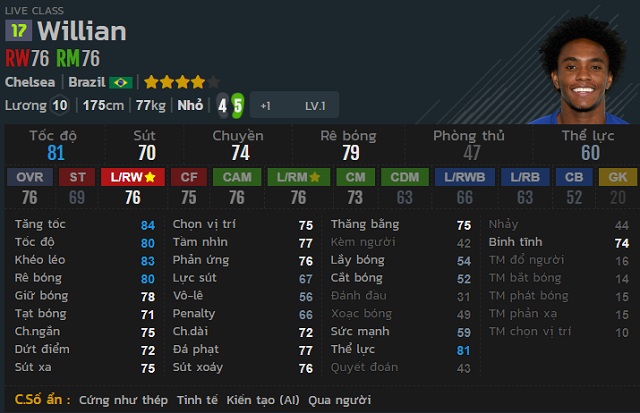 LIVE CLASS
17 Willian
RW76 RM76
Chelsea | Brazil
Lương 10 | 175cm | 77kg | Nhỏ 4 5 +1 LV.1
Tốc độ Sút Chuyền Rê bóng Phòng thủ Thể lực
81 70 74 79 47 60
OVR ST L/RW CF CAM L/RM CM CDM L/RWB L/RB CB GK
76 69 76 75 76 76 73 63 66 63 52 20
Tăng tốc 84 Chọn vị trí 75 Thăng bằng 75 Nhảy 44
Tốc độ 80 Tầm nhìn 77 Kèm người 42 Bình tĩnh 74
Khéo léo 83 Phản ứng 76 Lấy bóng 54 TM đổ người 16
Rê bóng 80 Lực sút 67 Cắt bóng 52 TM bắt bóng 14
Giữ bóng 78 Vô-lê 56 Đánh đầu 31 TM phát bóng 15
Tạt bóng 71 Penalty 66 Xoạc bóng 49 TM phản xạ 15
Ch.ngắn 75 Ch.dài 72 Sức mạnh 59 TM chọn vị trí 10
Dứt điểm 72 Đá phạt 77 Thể lực 81
Sút xa 75 Sút xoáy 76 Quyết đoán 43
C.Số ẩn : Cứng như thép Tinh tế Kiến tạo (AI) Qua người